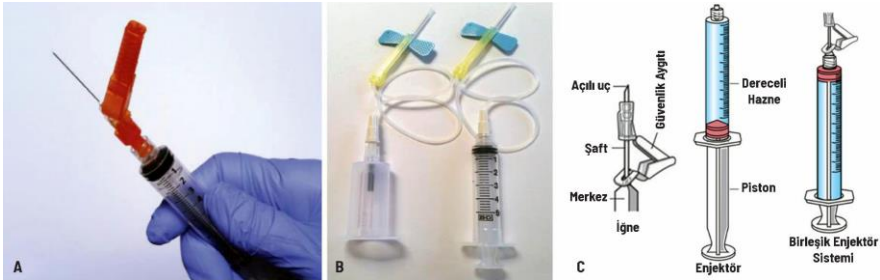 A
B
C
Açılı uç
Şaft
Merkez
İğne
Güvenlik Aygıtı
Dereceli
Hazne
Piston
Enjektör
Birleşik Enjektör
Sistemi